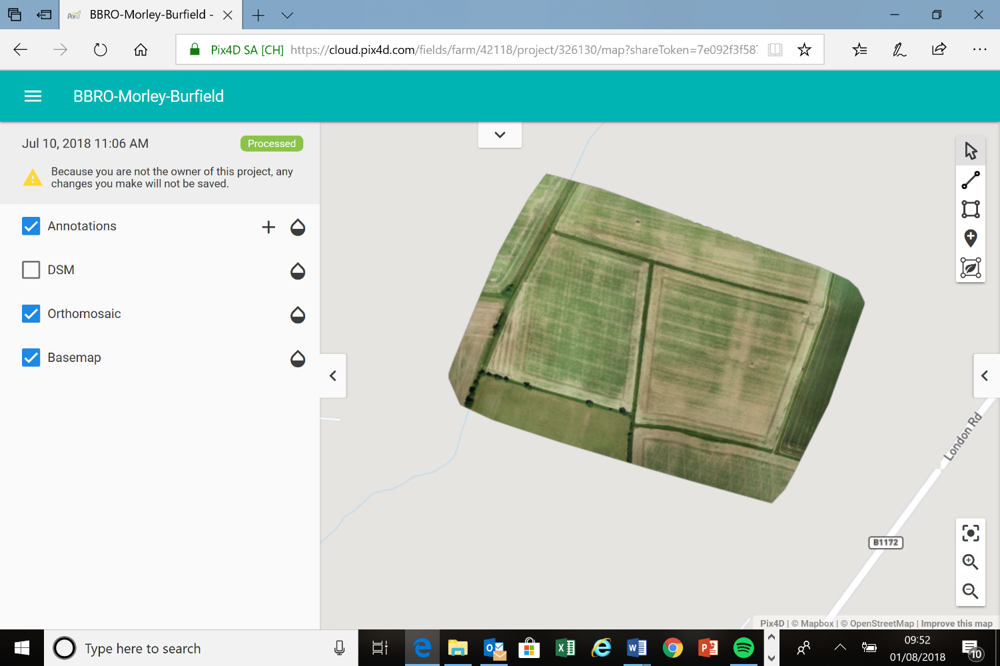 BBRO-Morley-Burfield -
Pix4D SA [CH] https://cloud.pix4d.com/fields/farm/42118/project/326130/map?shareToken=7e092f3f587
BBRO-Morley-Burfield
Jul 10, 2018 11:06 AM
Processed
Because you are not the owner of this project, any
changes you make will not be saved.
Annotations
DSM
Orthomosaic
Basemap
London Rd
B1172
Pix4D | © Mapbox | © OpenStreetMap | Improve this map
Type here to search
09:52
01/08/2018
10